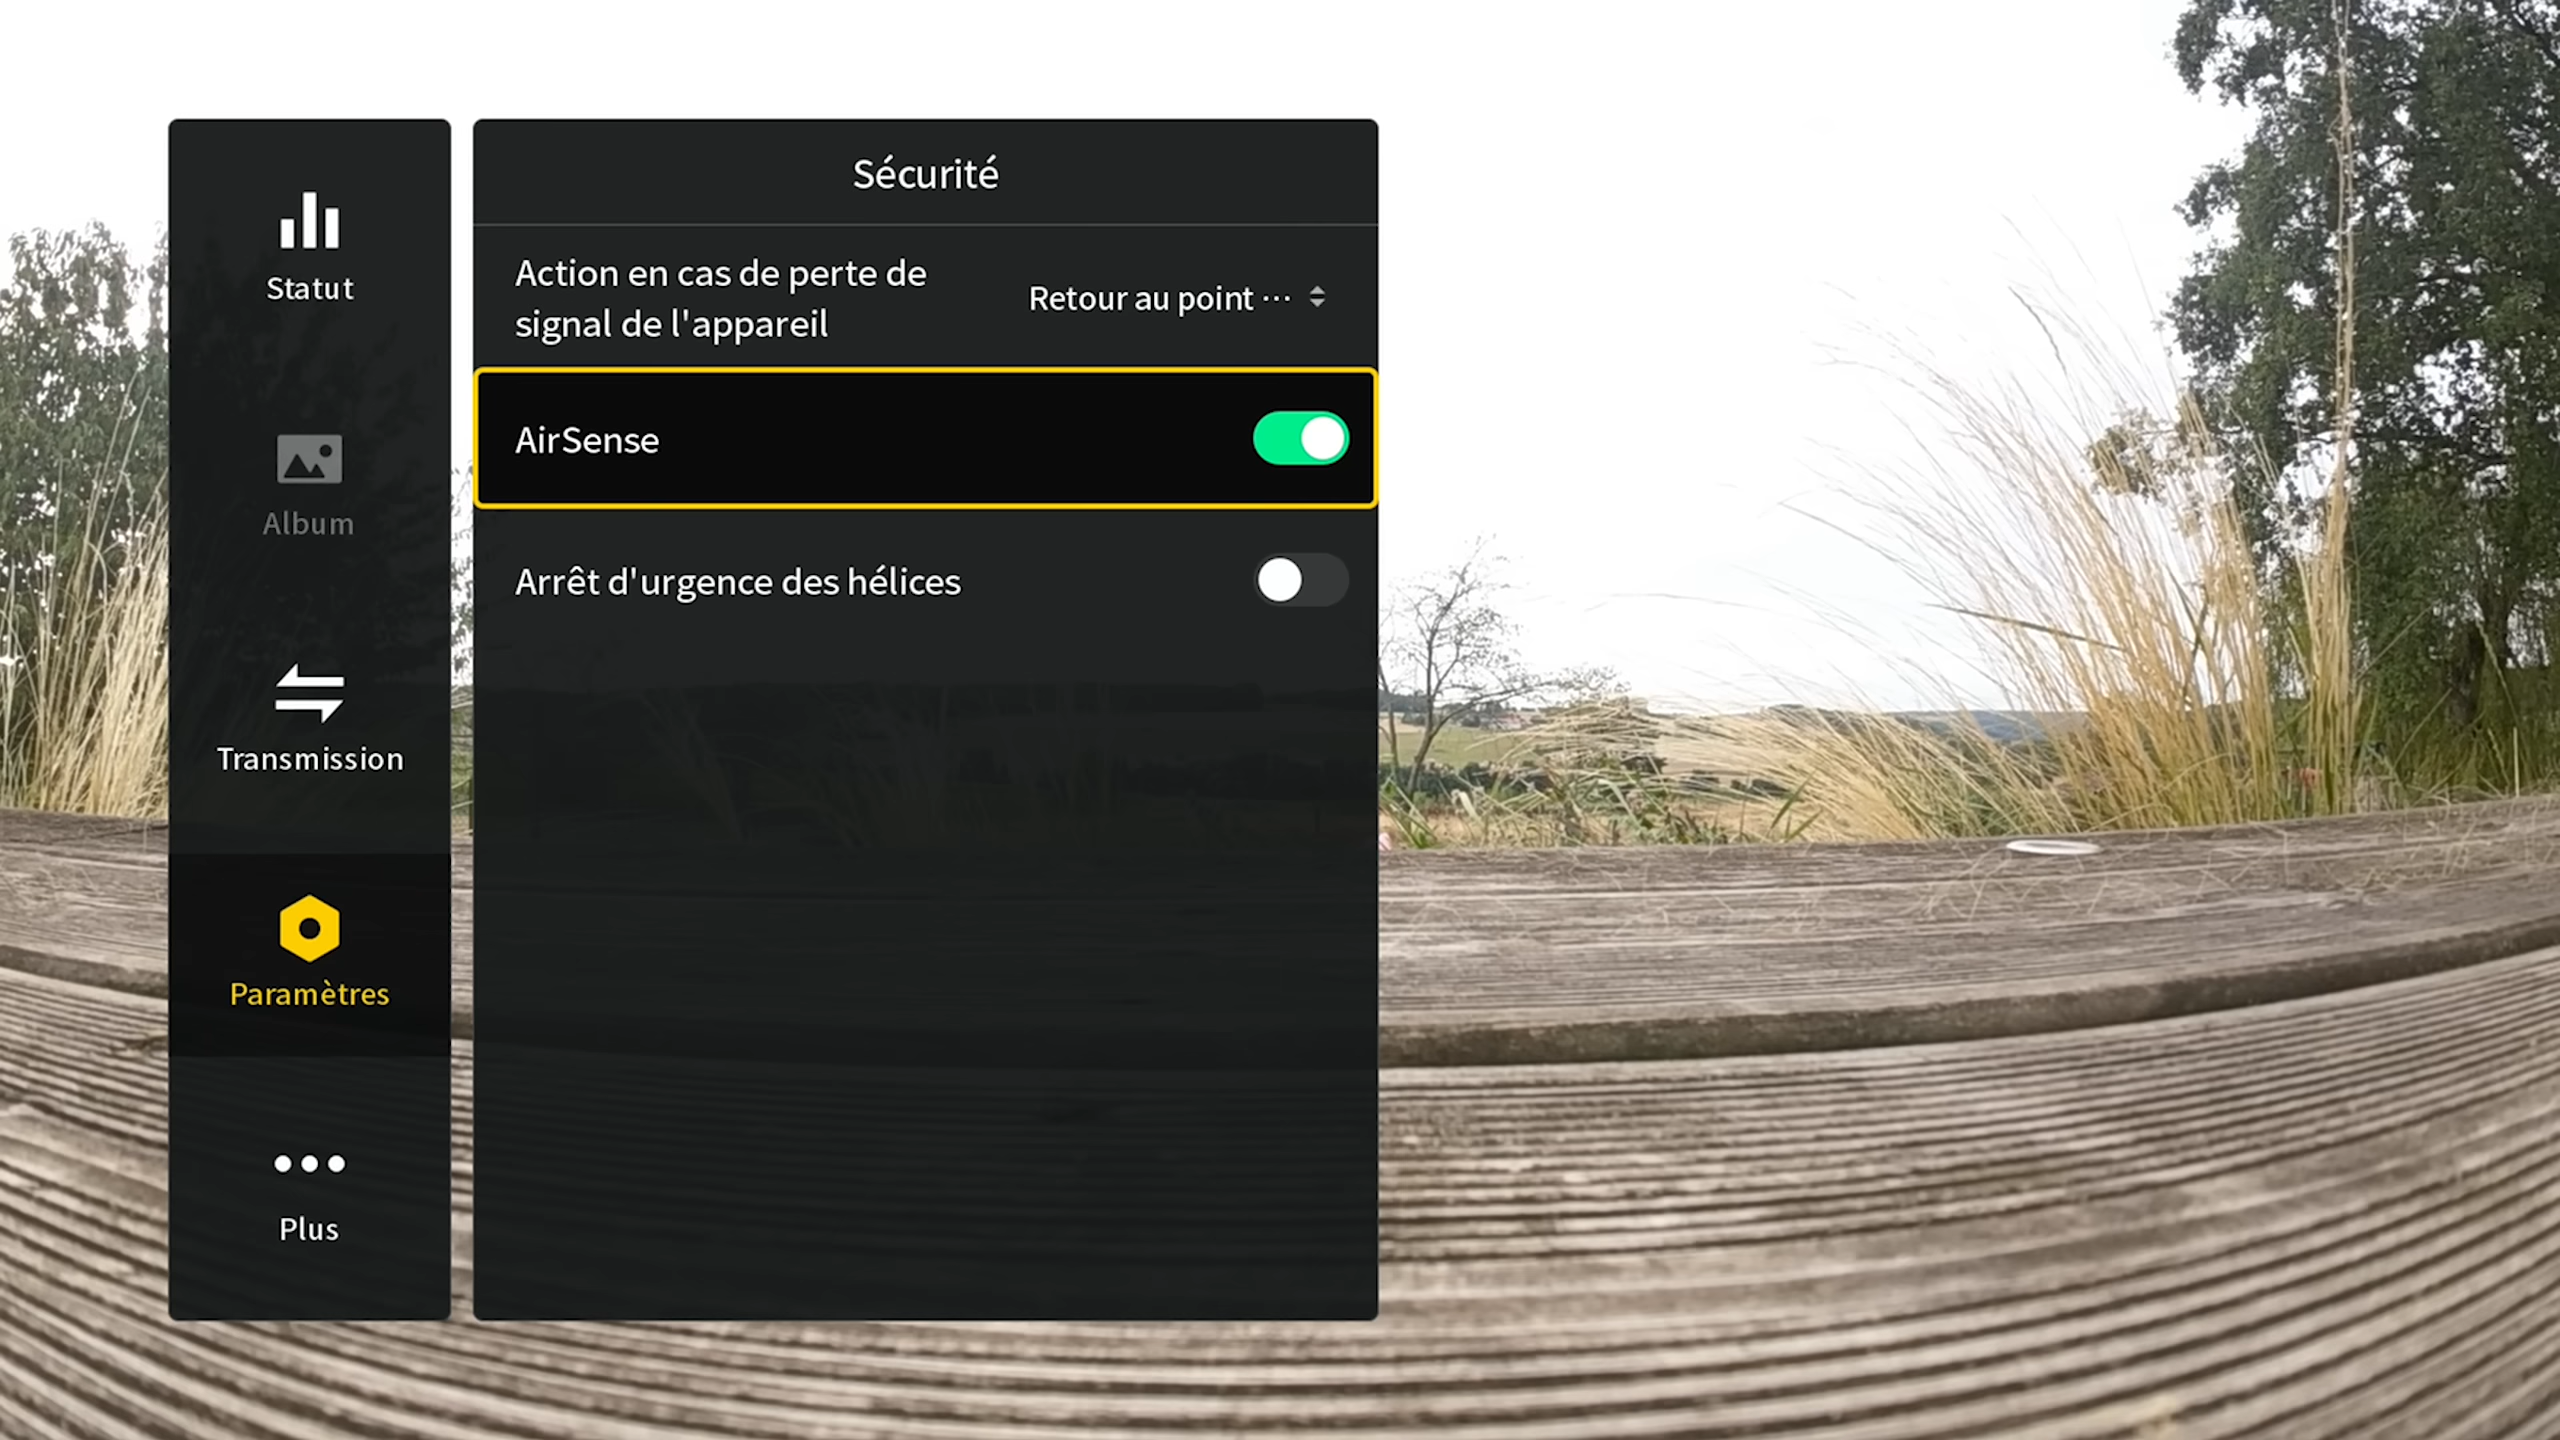 Sécurité
Statut
Action en cas de perte de
signal de l'appareil
Retour au point ···
AirSense
Album
Arrêt d'urgence des hélices
Transmission
Paramètres
Plus